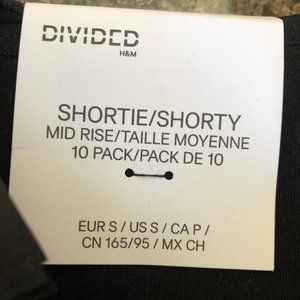 DIVIDED
H&M
SHORTIE/SHORTY
MID RISE/TAILLE MOYENNE
10 PACK/PACK DE 10
EUR S / US S / CA P /
CN 165/95 / MX CH